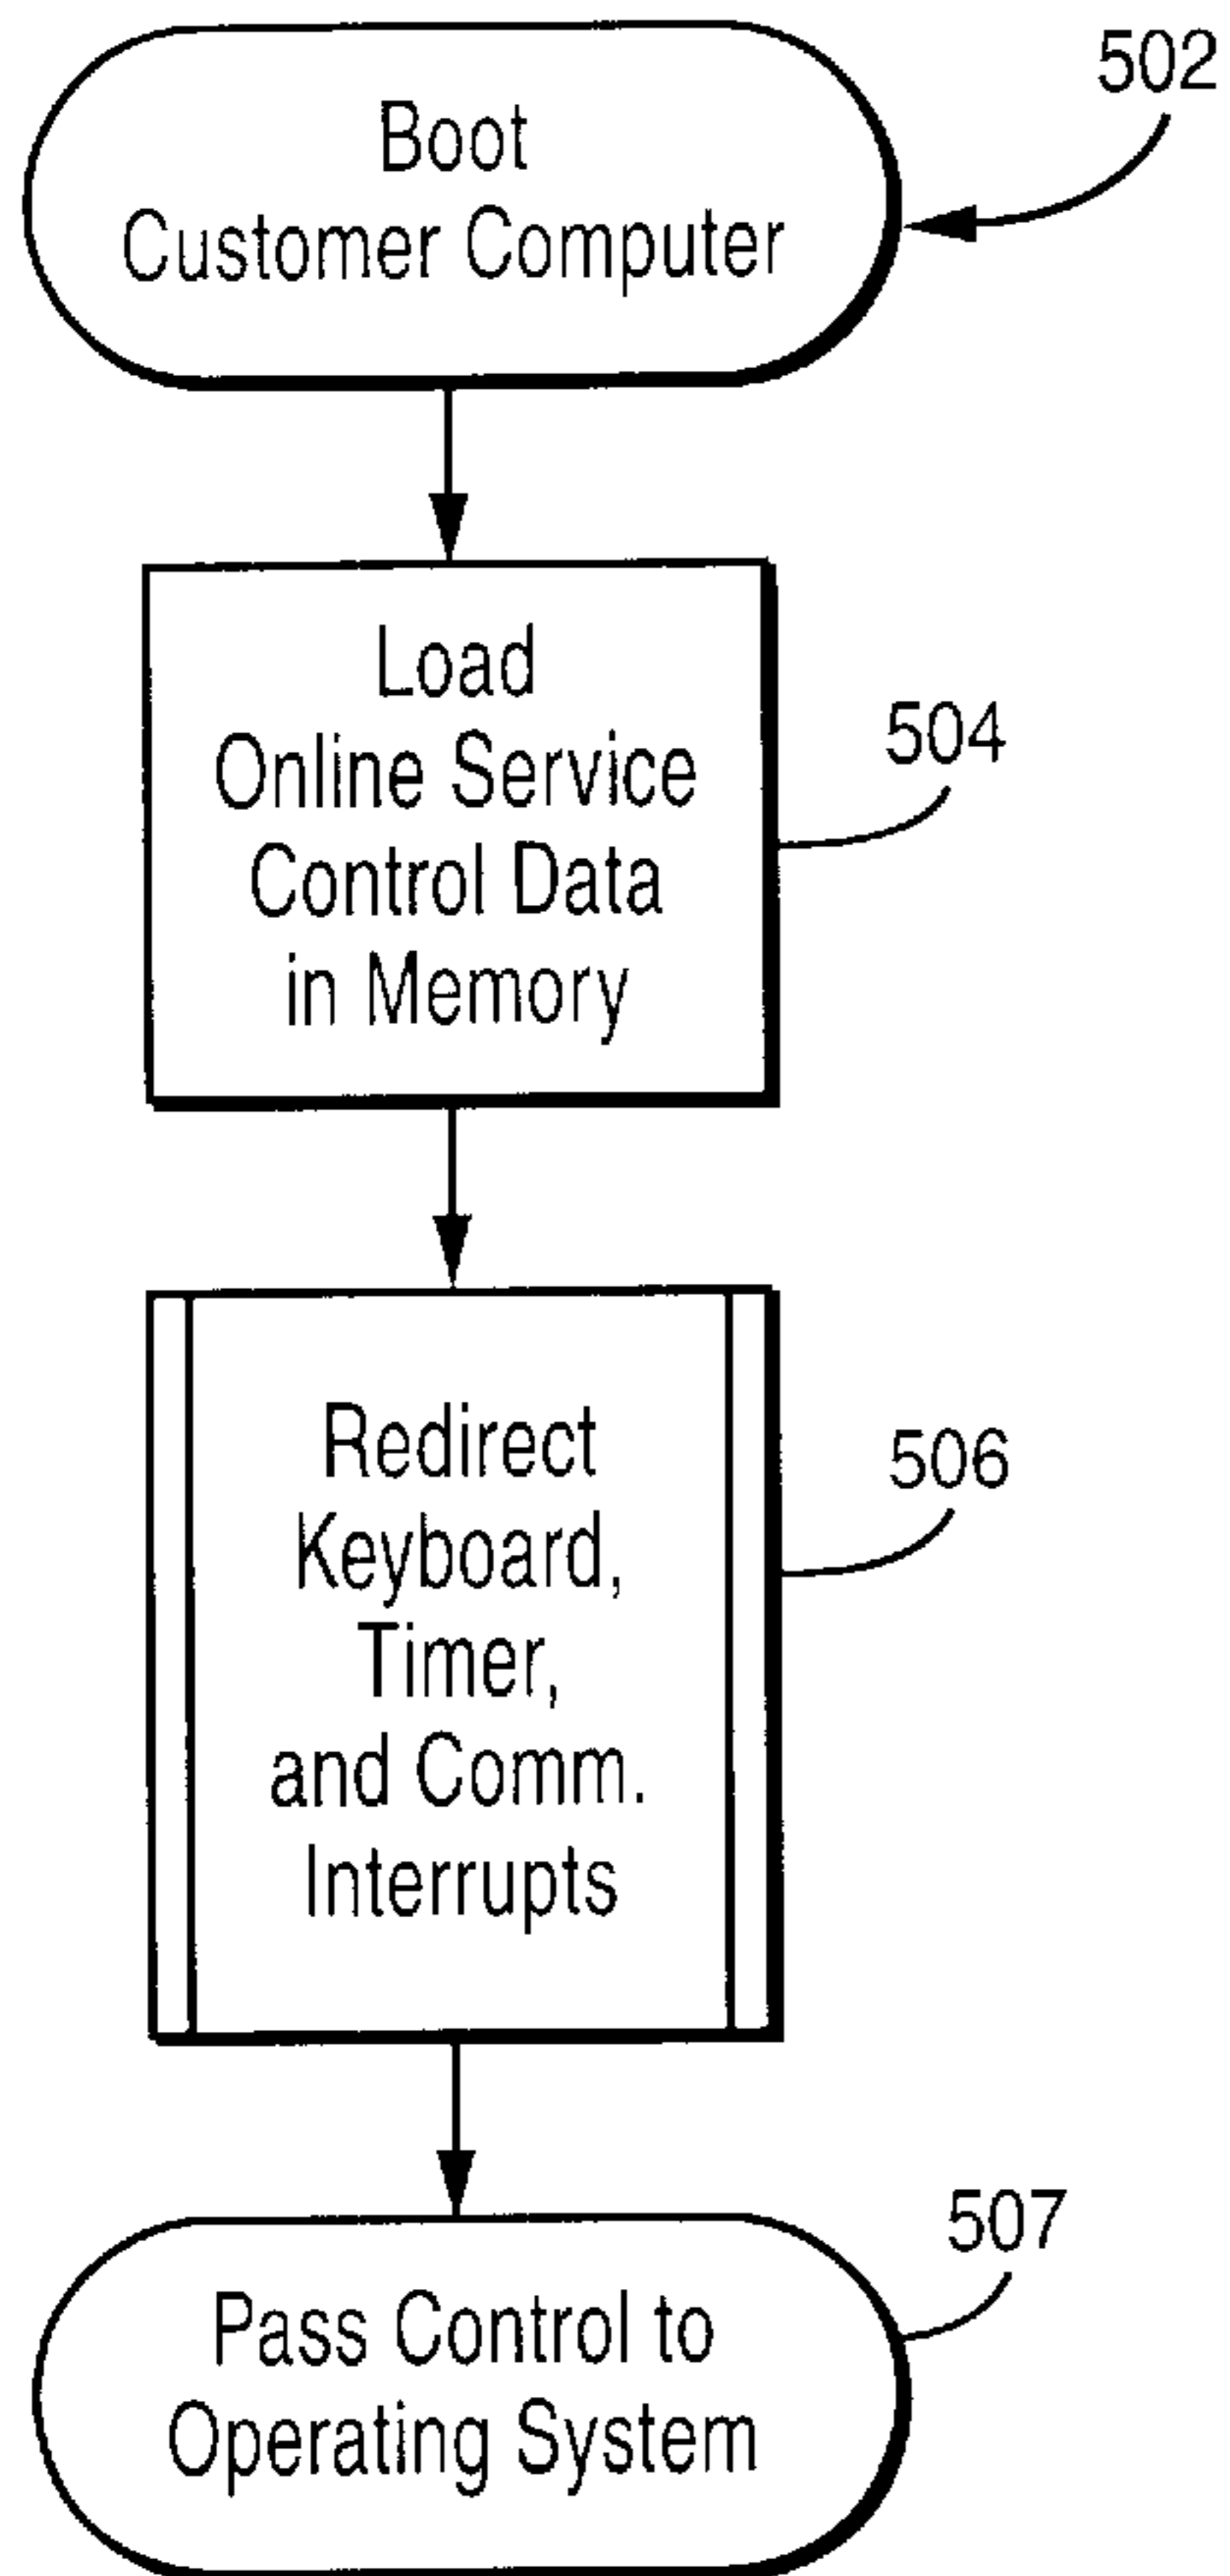 502
Boot
Customer Computer
Load
Online Service
Control Data
in Memory
504
Redirect
Keyboard,
Timer,
and Comm.
Interrupts
506
507
Pass Control to
Operating System